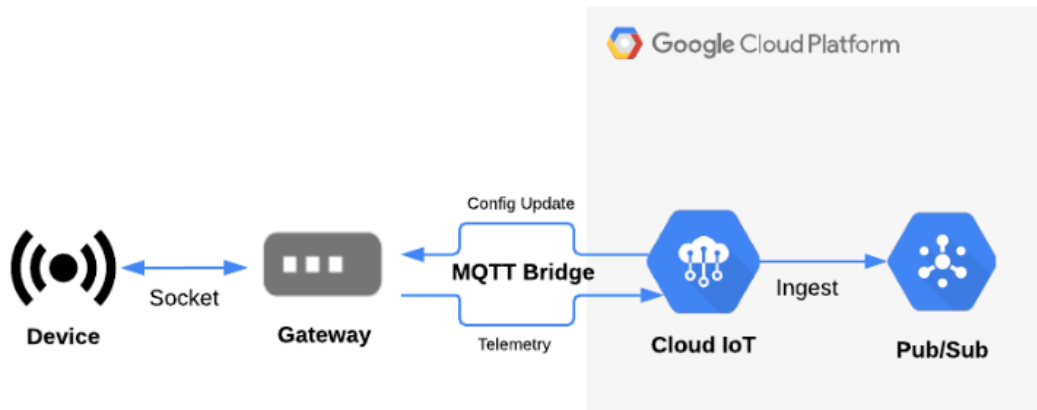 Google Cloud Platform
Config Update
MQTT Bridge
Socket
Ingest
Device
Gateway
Telemetry
Cloud IoT
Pub/Sub